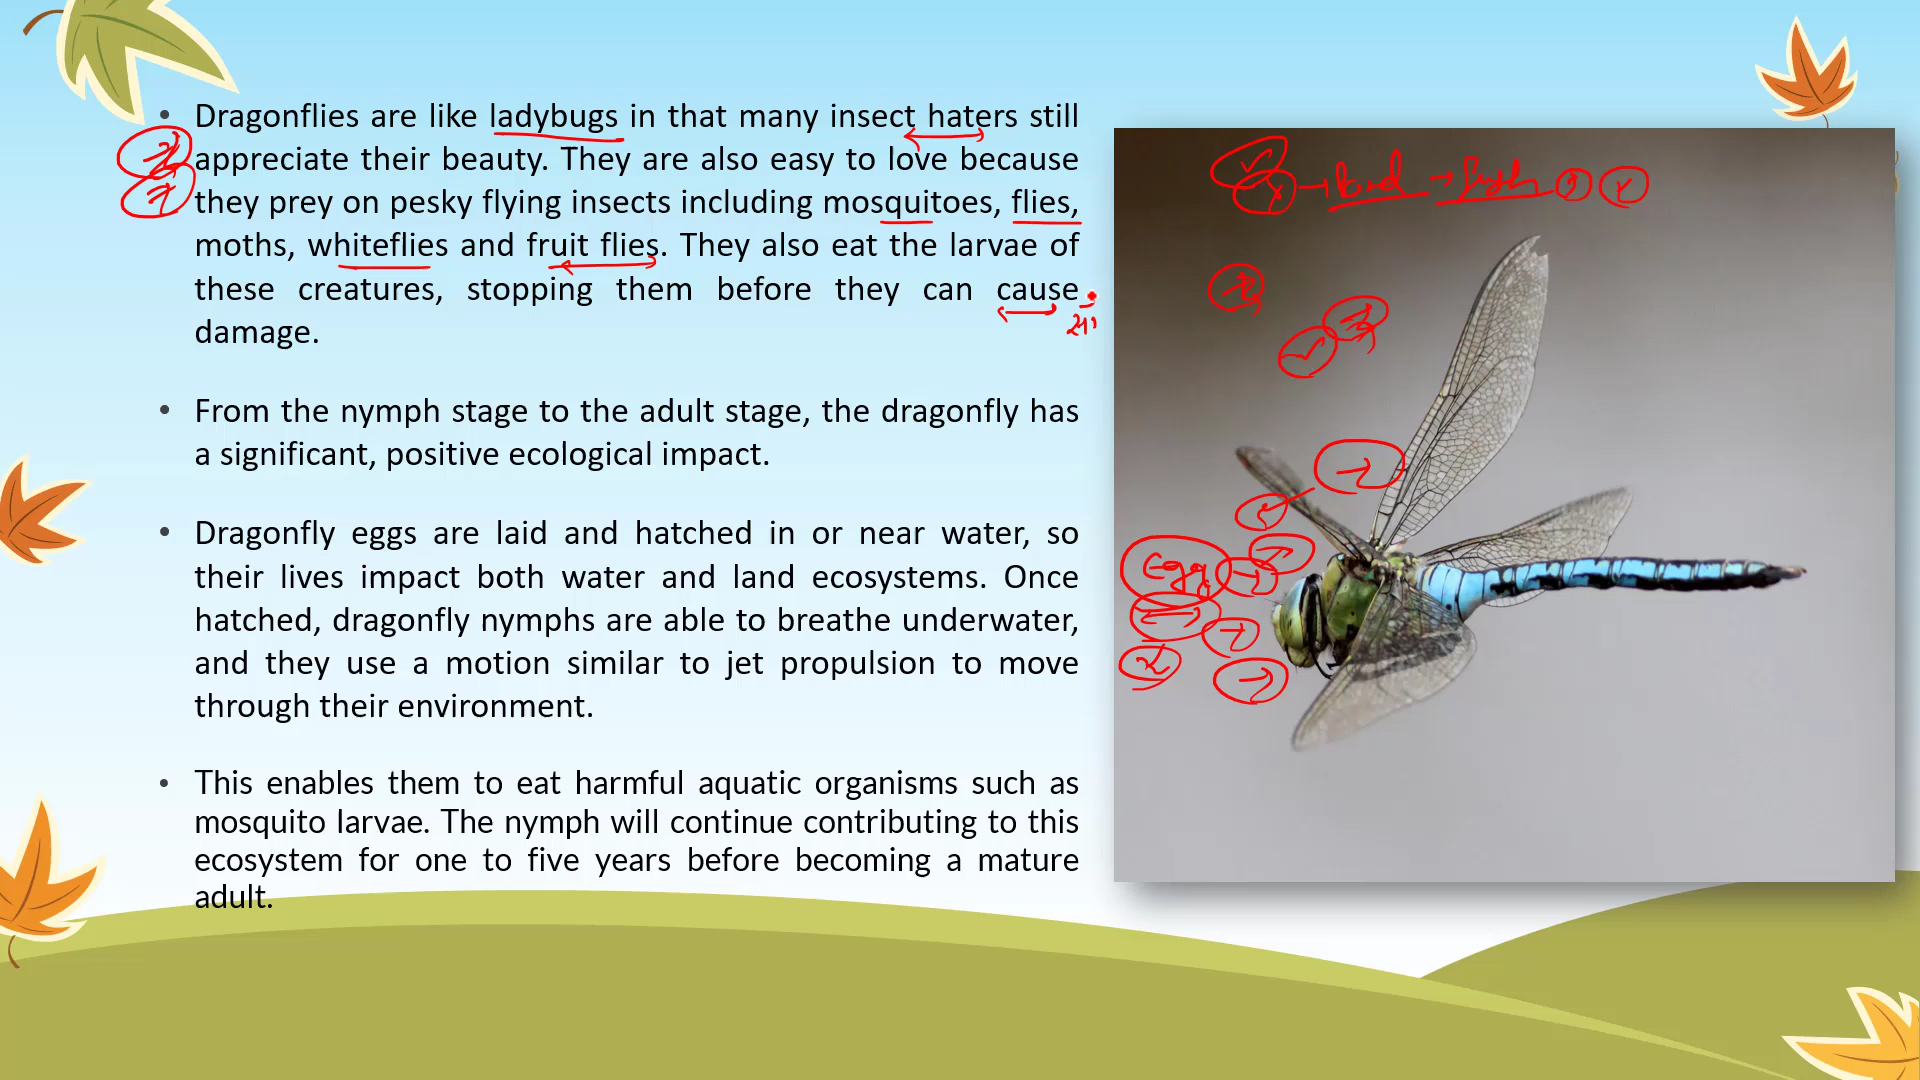 • Dragonflies are like ladybugs in that many insect haters still
appreciate their beauty. They are also easy to love because
they prey on pesky flying insects including mosquitoes, flies,
moths, whiteflies and fruit flies. They also eat the larvae of
these creatures, stopping them before they can cause
damage.
• From the nymph stage to the adult stage, the dragonfly has
a significant, positive ecological impact.
• Dragonfly eggs are laid and hatched in or near water, so
their lives impact both water and land ecosystems. Once
hatched, dragonfly nymphs are able to breathe underwater,
and they use a motion similar to jet propulsion to move
through their environment.
• This enables them to eat harmful aquatic organisms such as
mosquito larvae. The nymph will continue contributing to this
ecosystem for one to five years before becoming a mature
adult.
Egg